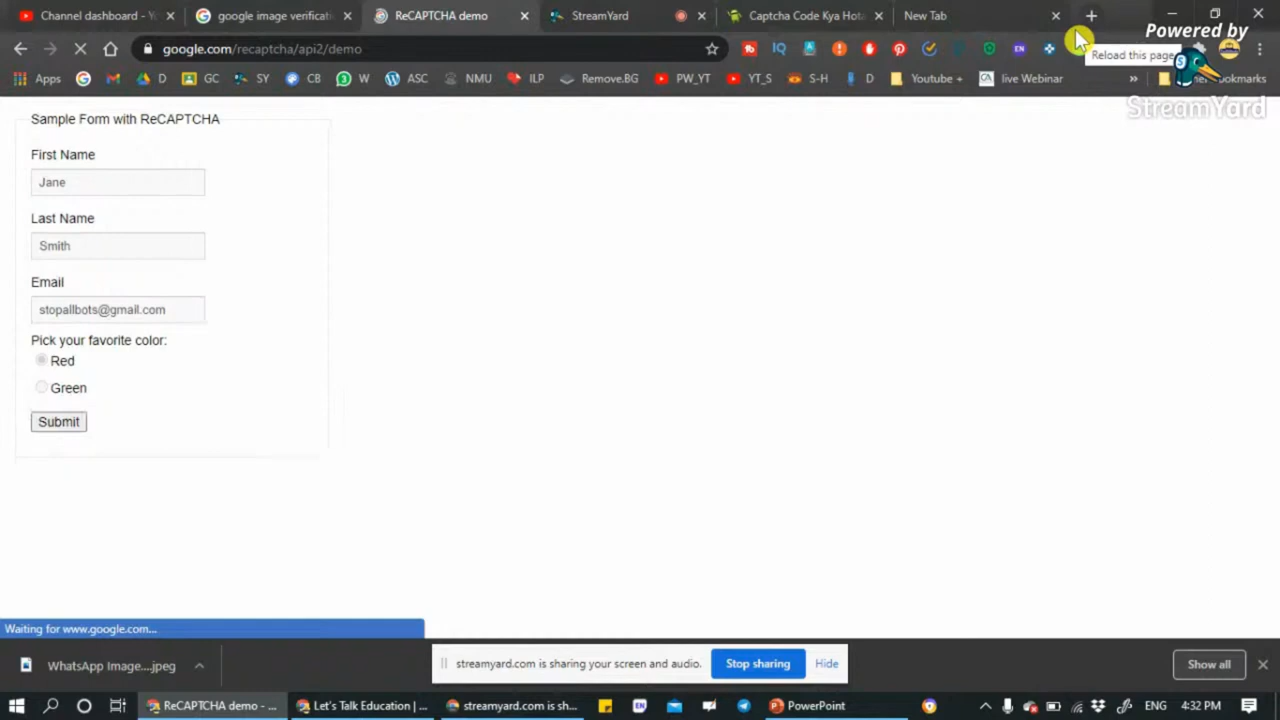 Channel dashboard - Yo
google image verificati
ReCAPTCHA demo
StreamYard
Captcha Code Kya Hota
New Tab
Powered by
StreamYard
google.com/recaptcha/api2/demo
Reload this page
Apps
D
GC
SY
CB
W
ASC
NMU
ILP
Remove.BG
PW_YT
YT_S
S-H
D
Youtube +
live Webinar
»
Sample Form with ReCAPTCHA
First Name
Jane
Last Name
Smith
Email
stopallbots@gmail.com
Pick your favorite color:
Red
Green
Submit
Waiting for www.google.com...
WhatsApp Image....jpeg
streamyard.com is sharing your screen and audio.
Stop sharing
Hide
Show all
ReCAPTCHA demo - ...
Let's Talk Education | ...
streamyard.com is sh...
PowerPoint
ENG
4:32 PM